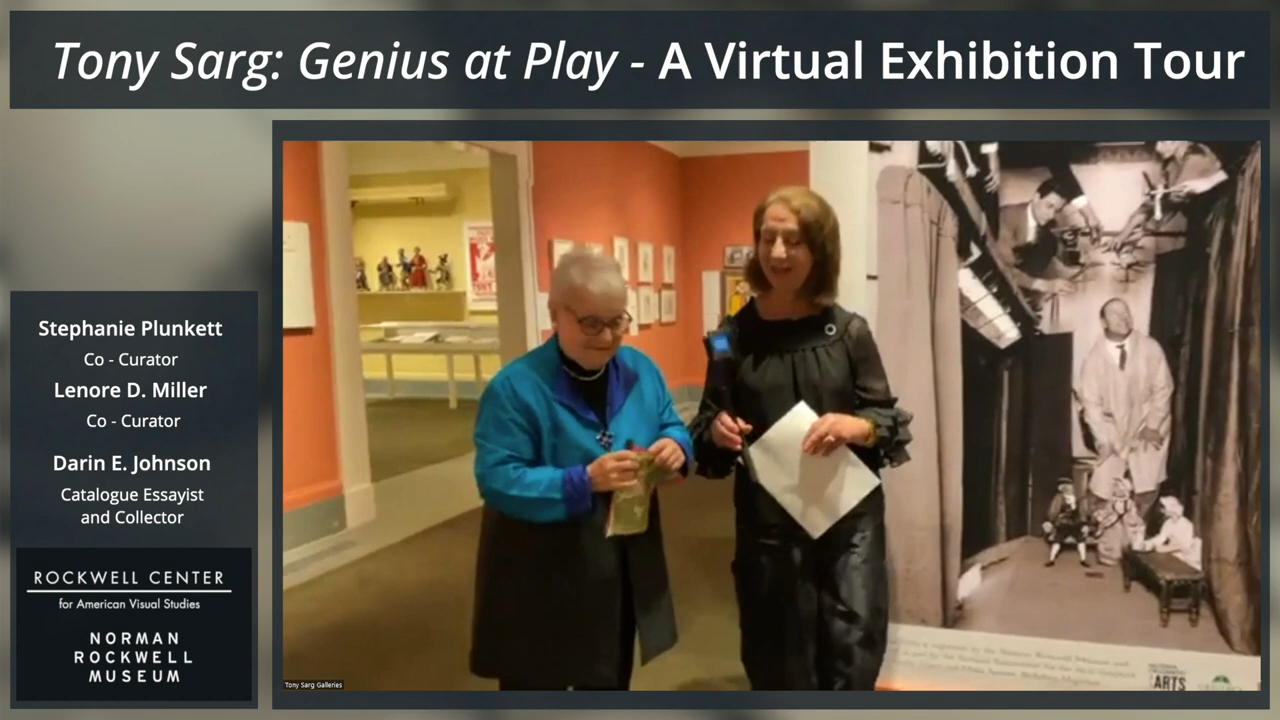 Tony Sarg: Genius at Play - A Virtual Exhibition Tour
Stephanie Plunkett
Co - Curator
Lenore D. Miller
Co - Curator
Darin E. Johnson
Catalogue Essayist
and Collector
ROCKWELL CENTER
for American Visual Studies
NORMAN
ROCKWELL
MUSEUM
Tony Sarg Galleries
ARTS